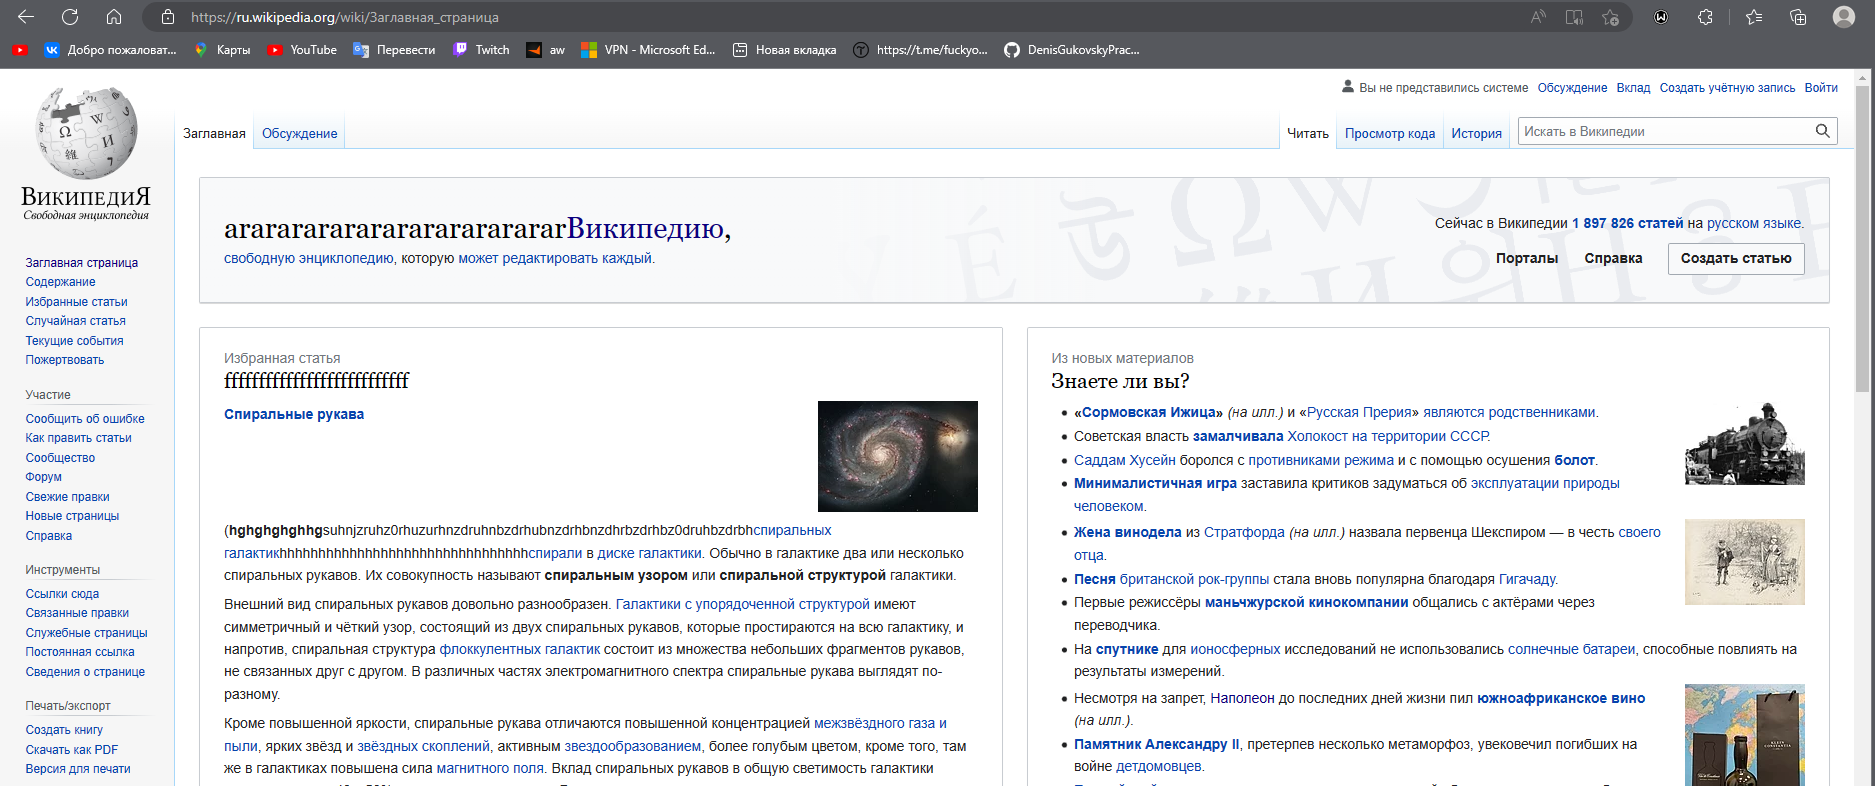 https://ru.wikipedia.org/wiki/Заглавная_страница
Добро пожаловат...
Карты
YouTube
Перевести
Twitch
aw
VPN - Microsoft Ed...
Новая вкладка
https://t.me/fuckyo...
DenisGukovskyPrac...
Вы не представились системе Обсуждение Вклад Создать учётную запись Войти
ВИКИПЕДИЯ
Свободная энциклопедия
Заглавная Обсуждение
Читать Просмотр кода История
Искать в Википедии
Заглавная страница
Содержание
Избранные статьи
Случайная статья
Текущие события
Пожертвовать
Участие
Сообщить об ошибке
Как править статьи
Сообщество
Форум
Свежие правки
Новые страницы
Справка
Инструменты
Ссылки сюда
Связанные правки
Служебные страницы
Постоянная ссылка
Сведения о странице
Печать/экспорт
Создать книгу
Скачать как PDF
Версия для печати
arararararararararararararВикипедию,
свободную энциклопедию, которую может редактировать каждый.
Сейчас в Википедии 1 897 826 статей на русском языке.
Порталы Справка Создать статью
Избранная статья
fffffffffffffffffffffffffff
Спиральные рукава
(hghghghghhgsuhnjzruhz0rhuzurhnzdruhnbzdrhubnzdrhbnzdhrbzdrhbz0druhbzdrbhспиральных
галактикhhhhhhhhhhhhhhhhhhhhhhhhhhhhhhhhспирали в диске галактики. Обычно в галактике два или несколько
спиральных рукавов. Их совокупность называют спиральным узором или спиральной структурой галактики.
Внешний вид спиральных рукавов довольно разнообразен. Галактики с упорядоченной структурой имеют
симметричный и чёткий узор, состоящий из двух спиральных рукавов, которые простираются на всю галактику, и
напротив, спиральная структура флоккулентных галактик состоит из множества небольших фрагментов рукавов,
не связанных друг с другом. В различных частях электромагнитного спектра спиральные рукава выглядят по-
разному.
Кроме повышенной яркости, спиральные рукава отличаются повышенной концентрацией межзвёздного газа и
пыли, ярких звёзд и звёздных скоплений, активным звездообразованием, более голубым цветом, кроме того, там
же в галактиках повышена сила магнитного поля. Вклад спиральных рукавов в общую светимость галактики
Из новых материалов
Знаете ли вы?
«Сормовская Ижица» (на илл.) и «Русская Прерия» являются родственниками.
Советская власть замалчивала Холокост на территории СССР.
Саддам Хусейн боролся с противниками режима и с помощью осушения болот.
Минималистичная игра заставила критиков задуматься об эксплуатации природы
человеком.
Жена винодела из Стратфорда (на илл.) назвала первенца Шекспиром — в честь своего
отца.
Песня британской рок-группы стала вновь популярна благодаря Гигачаду.
Первые режиссёры маньчжурской кинокомпании общались с актёрами через
переводчика.
На спутнике для ионосферных исследований не использовались солнечные батареи, способные повлиять на
результаты измерений.
Несмотря на запрет, Наполеон до последних дней жизни пил южноафриканское вино
(на илл.).
Памятник Александру II, претерпев несколько метаморфоз, увековечил погибших на
войне детдомовцев.